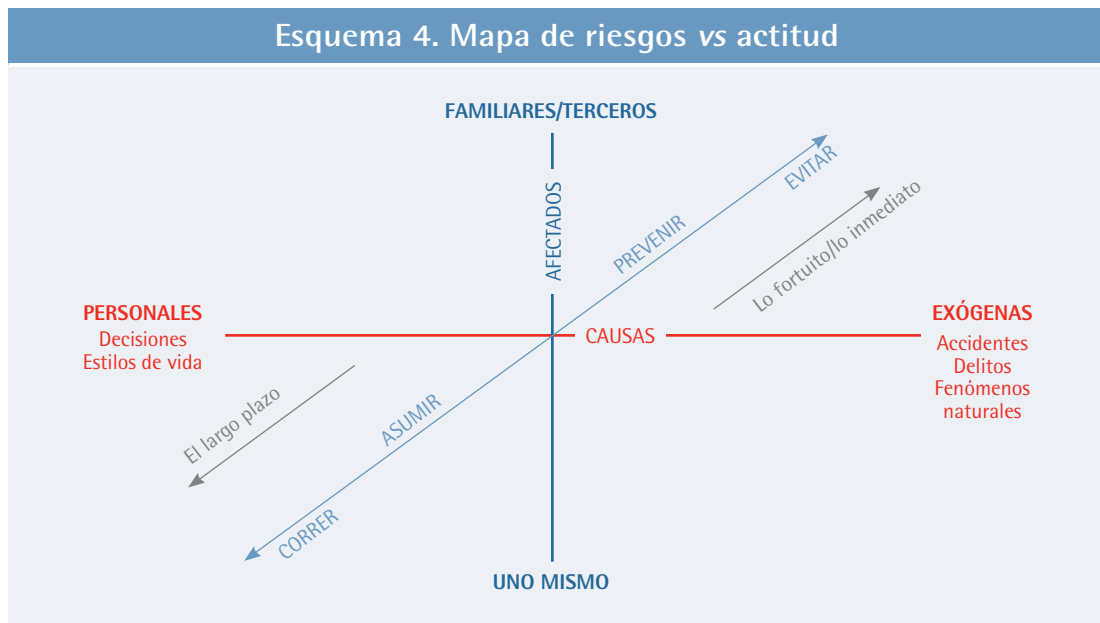 Esquema 4. Mapa de riesgos vs actitud
FAMILIARES/TERCEROS
EVITAR
AFECTADOS
PREVENIR
Lo fortuito/lo inmediato
PERSONALES
Decisiones
Estilos de vida
CAUSAS
EXÓGENAS
Accidentes
Delitos
Fenómenos
naturales
El largo plazo
ASUMIR
CORRER
UNO MISMO